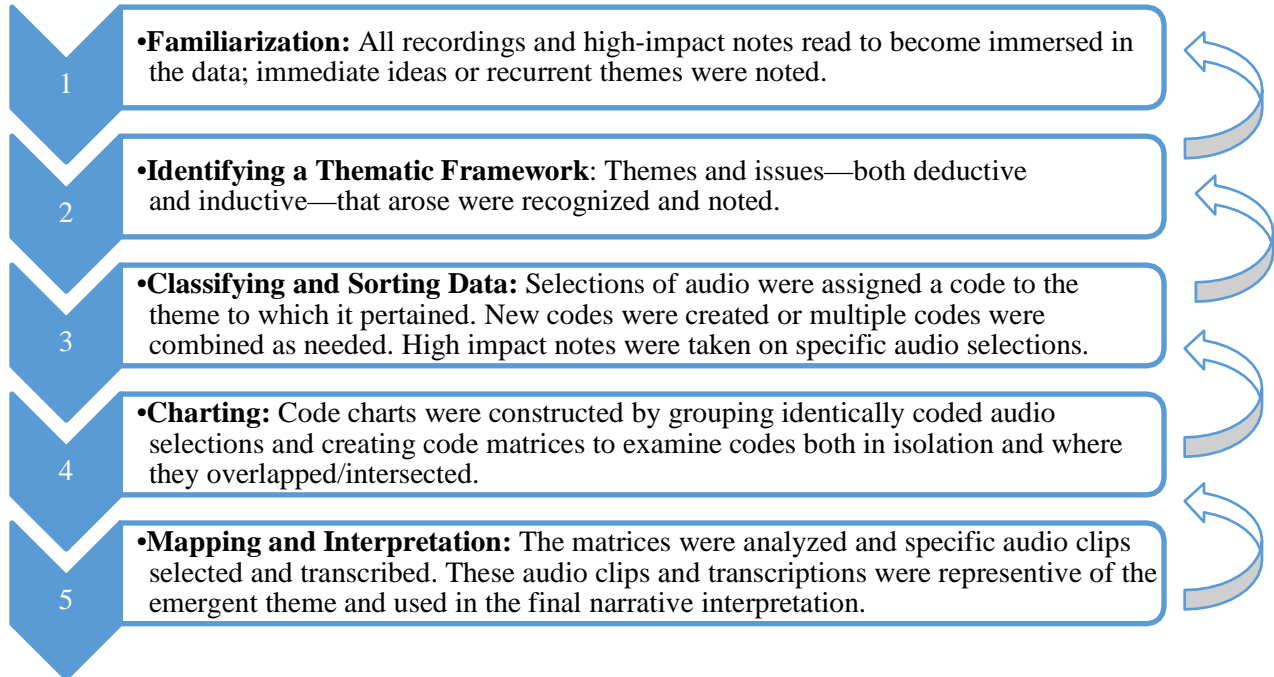 1
•Familiarization: All recordings and high-impact notes read to become immersed in
the data; immediate ideas or recurrent themes were noted.
2
•Identifying a Thematic Framework: Themes and issues—both deductive
and inductive—that arose were recognized and noted.
3
•Classifying and Sorting Data: Selections of audio were assigned a code to the
theme to which it pertained. New codes were created or multiple codes were
combined as needed. High impact notes were taken on specific audio selections.
4
•Charting: Code charts were constructed by grouping identically coded audio
selections and creating code matrices to examine codes both in isolation and where
they overlapped/intersected.
5
•Mapping and Interpretation: The matrices were analyzed and specific audio clips
selected and transcribed. These audio clips and transcriptions were representive of the
emergent theme and used in the final narrative interpretation.